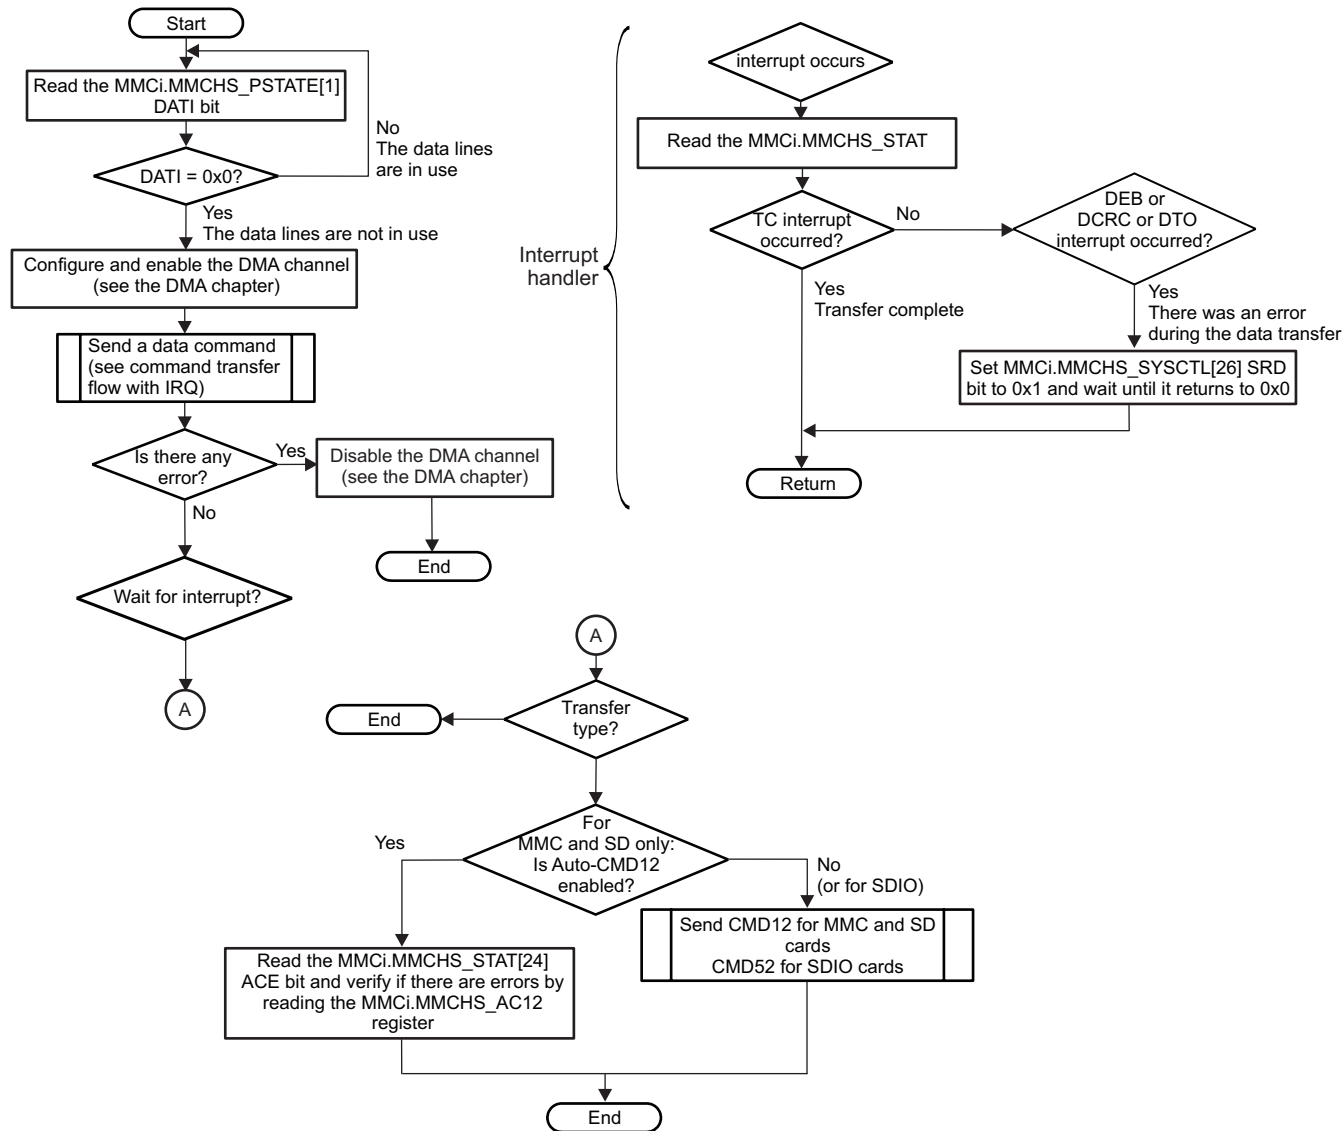 Start
Read the MMCi.MMCHS_PSTATE[1]
DATI bit
No
The data lines
are in use
DATI = 0x0?
Yes
The data lines are not in use
Configure and enable the DMA channel
(see the DMA chapter)
Send a data command
(see command transfer
flow with IRQ)
Is there any
error?
Yes
Disable the DMA channel
(see the DMA chapter)
No
End
Wait for interrupt?
A
Interrupt
handler
interrupt occurs
Read the MMCi.MMCHS_STAT
TC interrupt
occurred?
No
DEB or
DCRC or DTO
interrupt occurred?
Yes
Transfer complete
Yes
There was an error
during the data transfer
Set MMCi.MMCHS_SYSCTL[26] SRD
bit to 0x1 and wait until it returns to 0x0
Return
A
Transfer
type?
End
For
MMC and SD only:
Is Auto-CMD12
enabled?
Yes
No
(or for SDIO)
Read the MMCi.MMCHS_STAT[24]
ACE bit and verify if there are errors by
reading the MMCi.MMCHS_AC12
register
Send CMD12 for MMC and SD
cards
CMD52 for SDIO cards
End